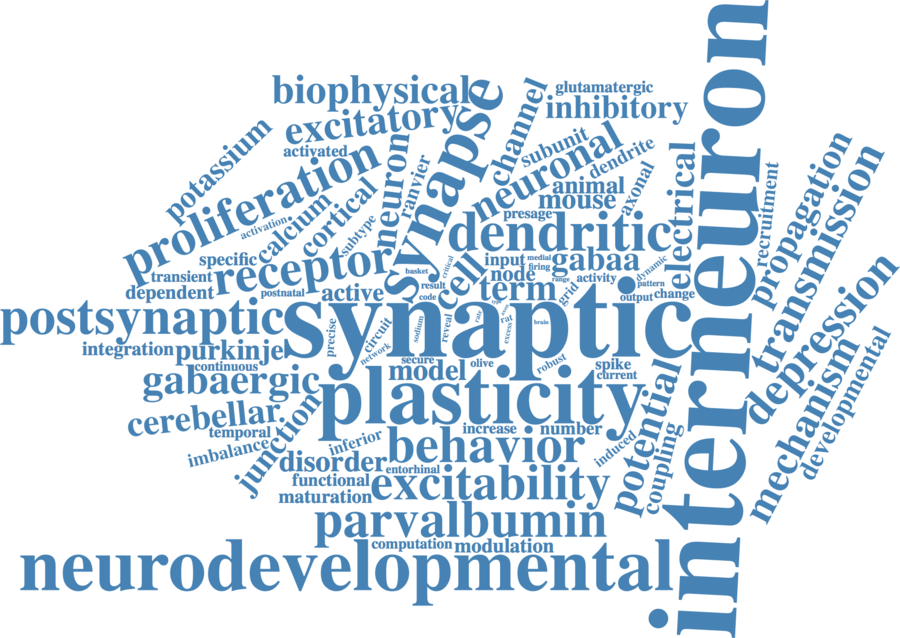 biophysical
excitatory
activated
potassium
proliferation
activation
calcium
cortical
subtype
neuron
ranvier
synapse
channel
glutamatergic
inhibitory
subunit
neuronal
dendrite
animal
mouse
presage
axonal
electrical
interneuron
recruitment
propagation
transmission
dendritic
specific
transient
dependent
receptor
postnatal
active
basket
critical
result
code
cell
input
medial
firing
node
gabaa
range
activity
dynamic
pattern
term
grid
output
change
postsynaptic
synaptic
depression
mechanism
developmental
integration
purkinje
continuous
precise
circuit
network
sodium
reveal
rate
rat
excess
brain
secure
model
olive
robust
spike
current
gabaergic
plasticity
potential
cerebellar
temporal
imbalance
junction
inferior
behavior
increase
number
induced
coupling
disorder
entorhinal
functional
maturation
excitability
parvalbumin
computation
modulation
neurodevelopmental